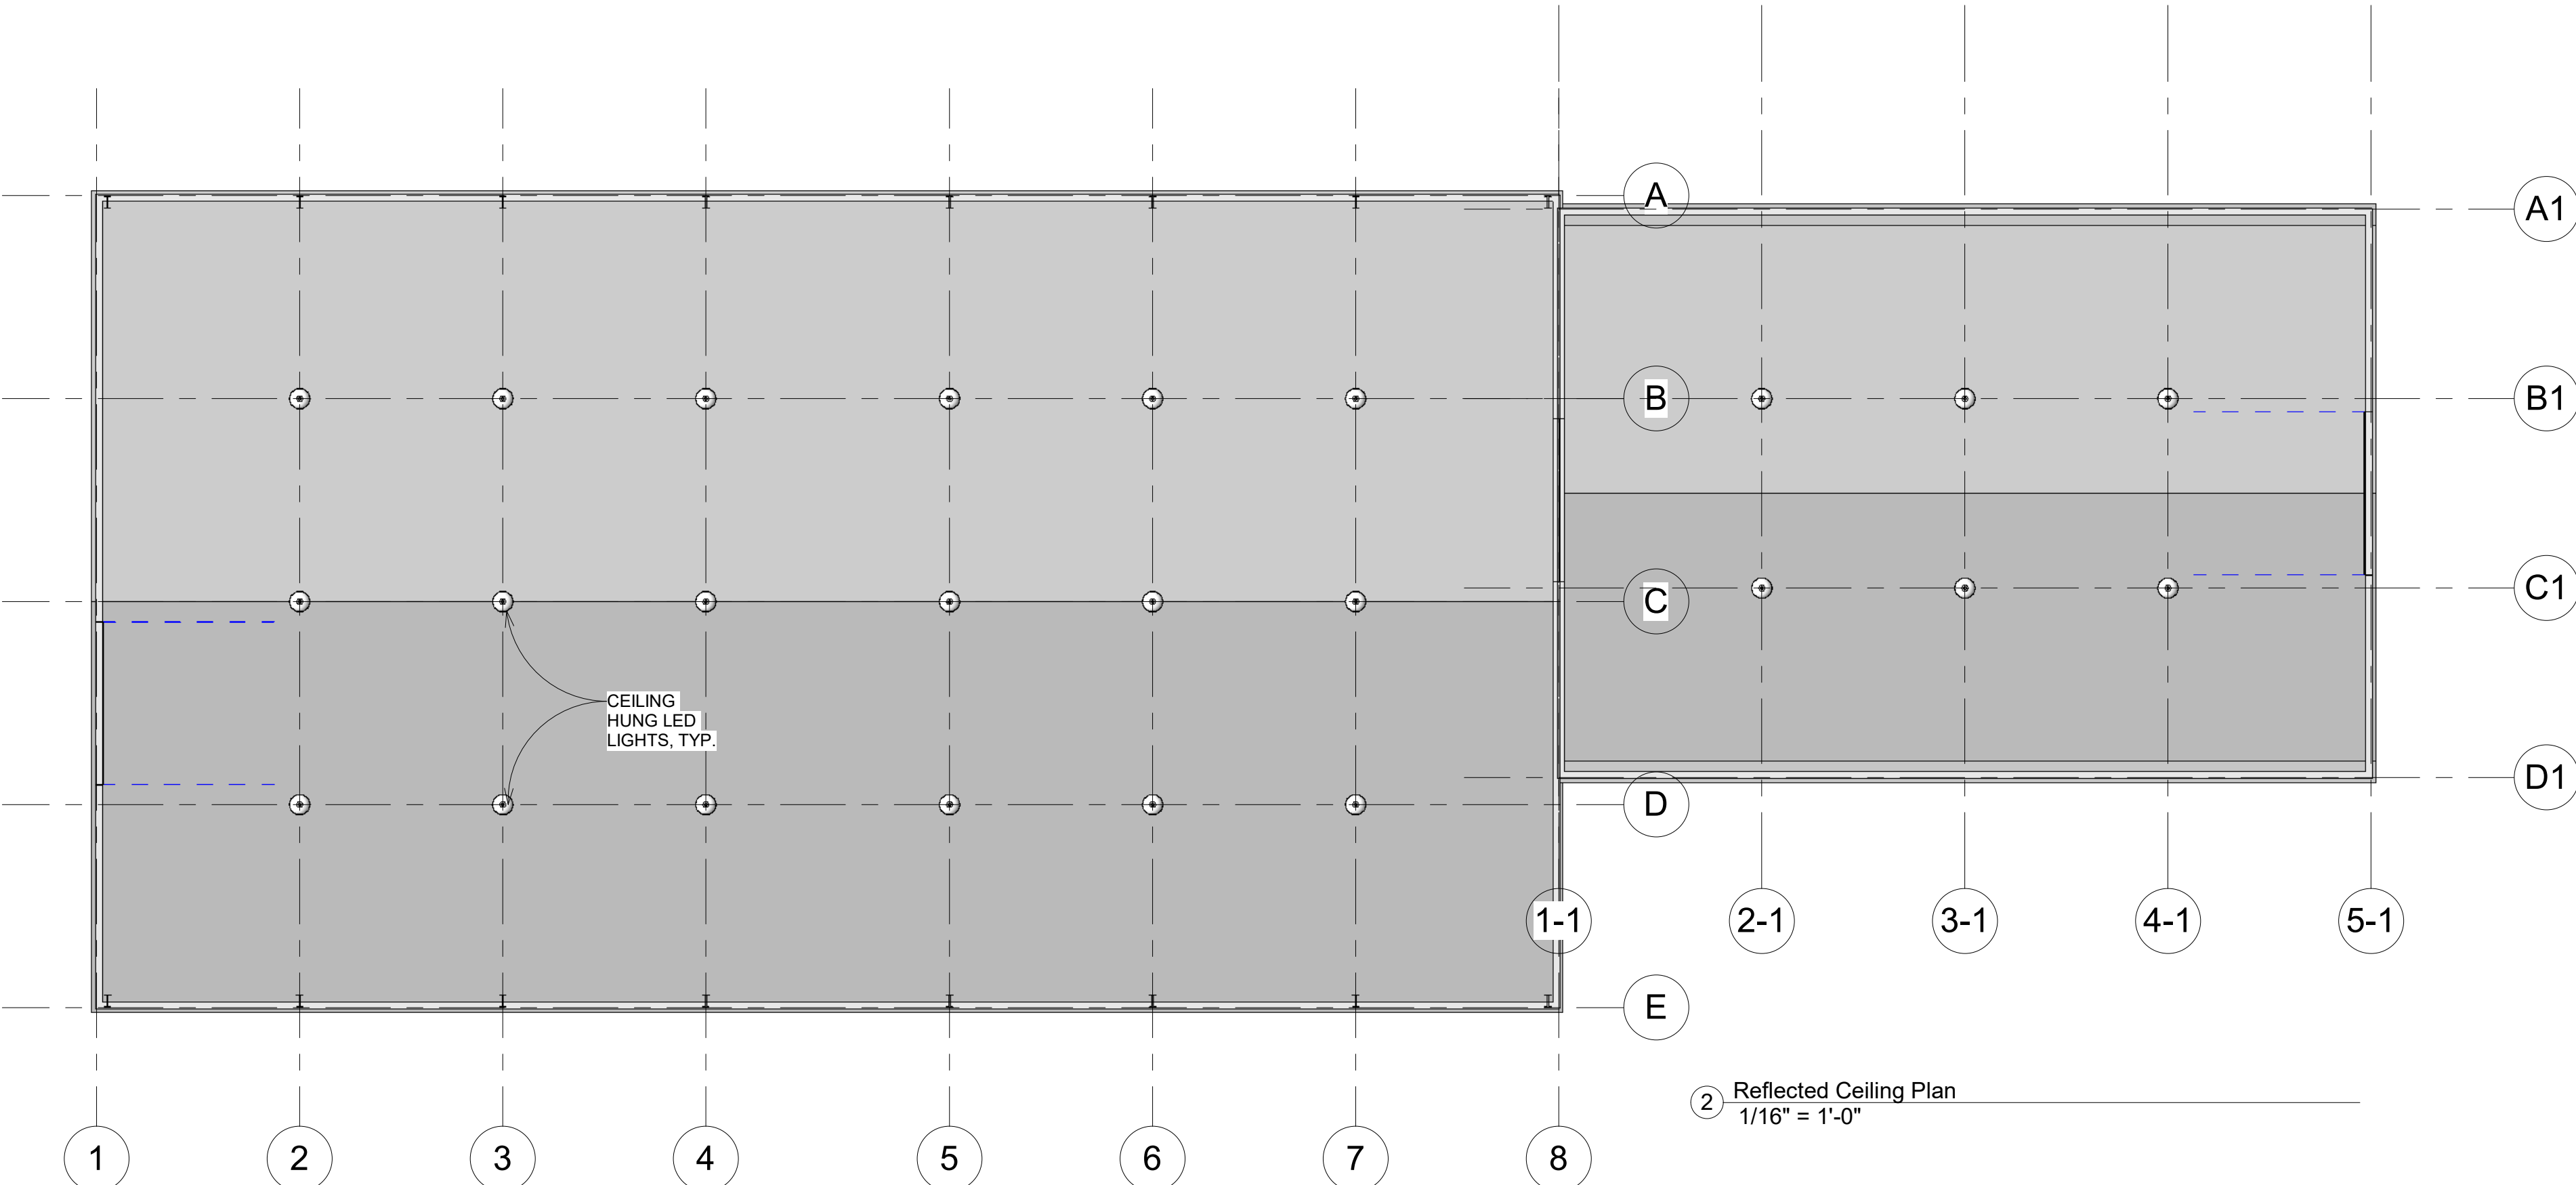 A
A1
B
B1
C
C1
CEILING
HUNG LED
LIGHTS, TYP.
D
D1
1-1
2-1
3-1
4-1
5-1
E
2
Reflected Ceiling Plan
1/16" = 1'-0"
1
2
3
4
5
6
7
8